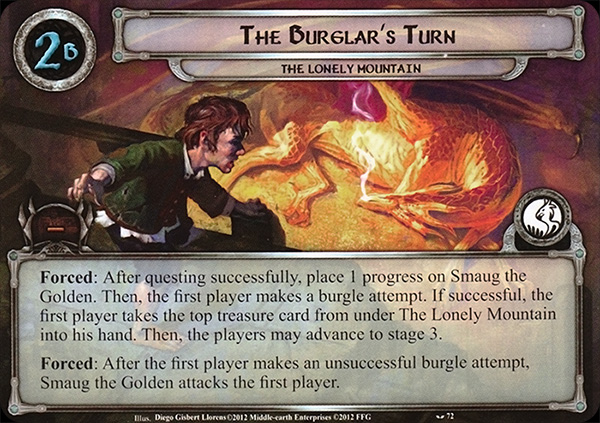 2B
THE BURGLAR'S TURN
THE LONELY MOUNTAIN
Forced: After questing successfully, place 1 progress on Smaug the
Golden. Then, the first player makes a burgle attempt. If successful, the
first player takes the top treasure card from under The Lonely Mountain
into his hand. Then, the players may advance to stage 3.
Forced: After the first player makes an unsuccessful burgle attempt,
Smaug the Golden attacks the first player.
Illus. Diego Gisbert Llorens ©2012 Middle-earth Enterprises ©2012 FFG
72